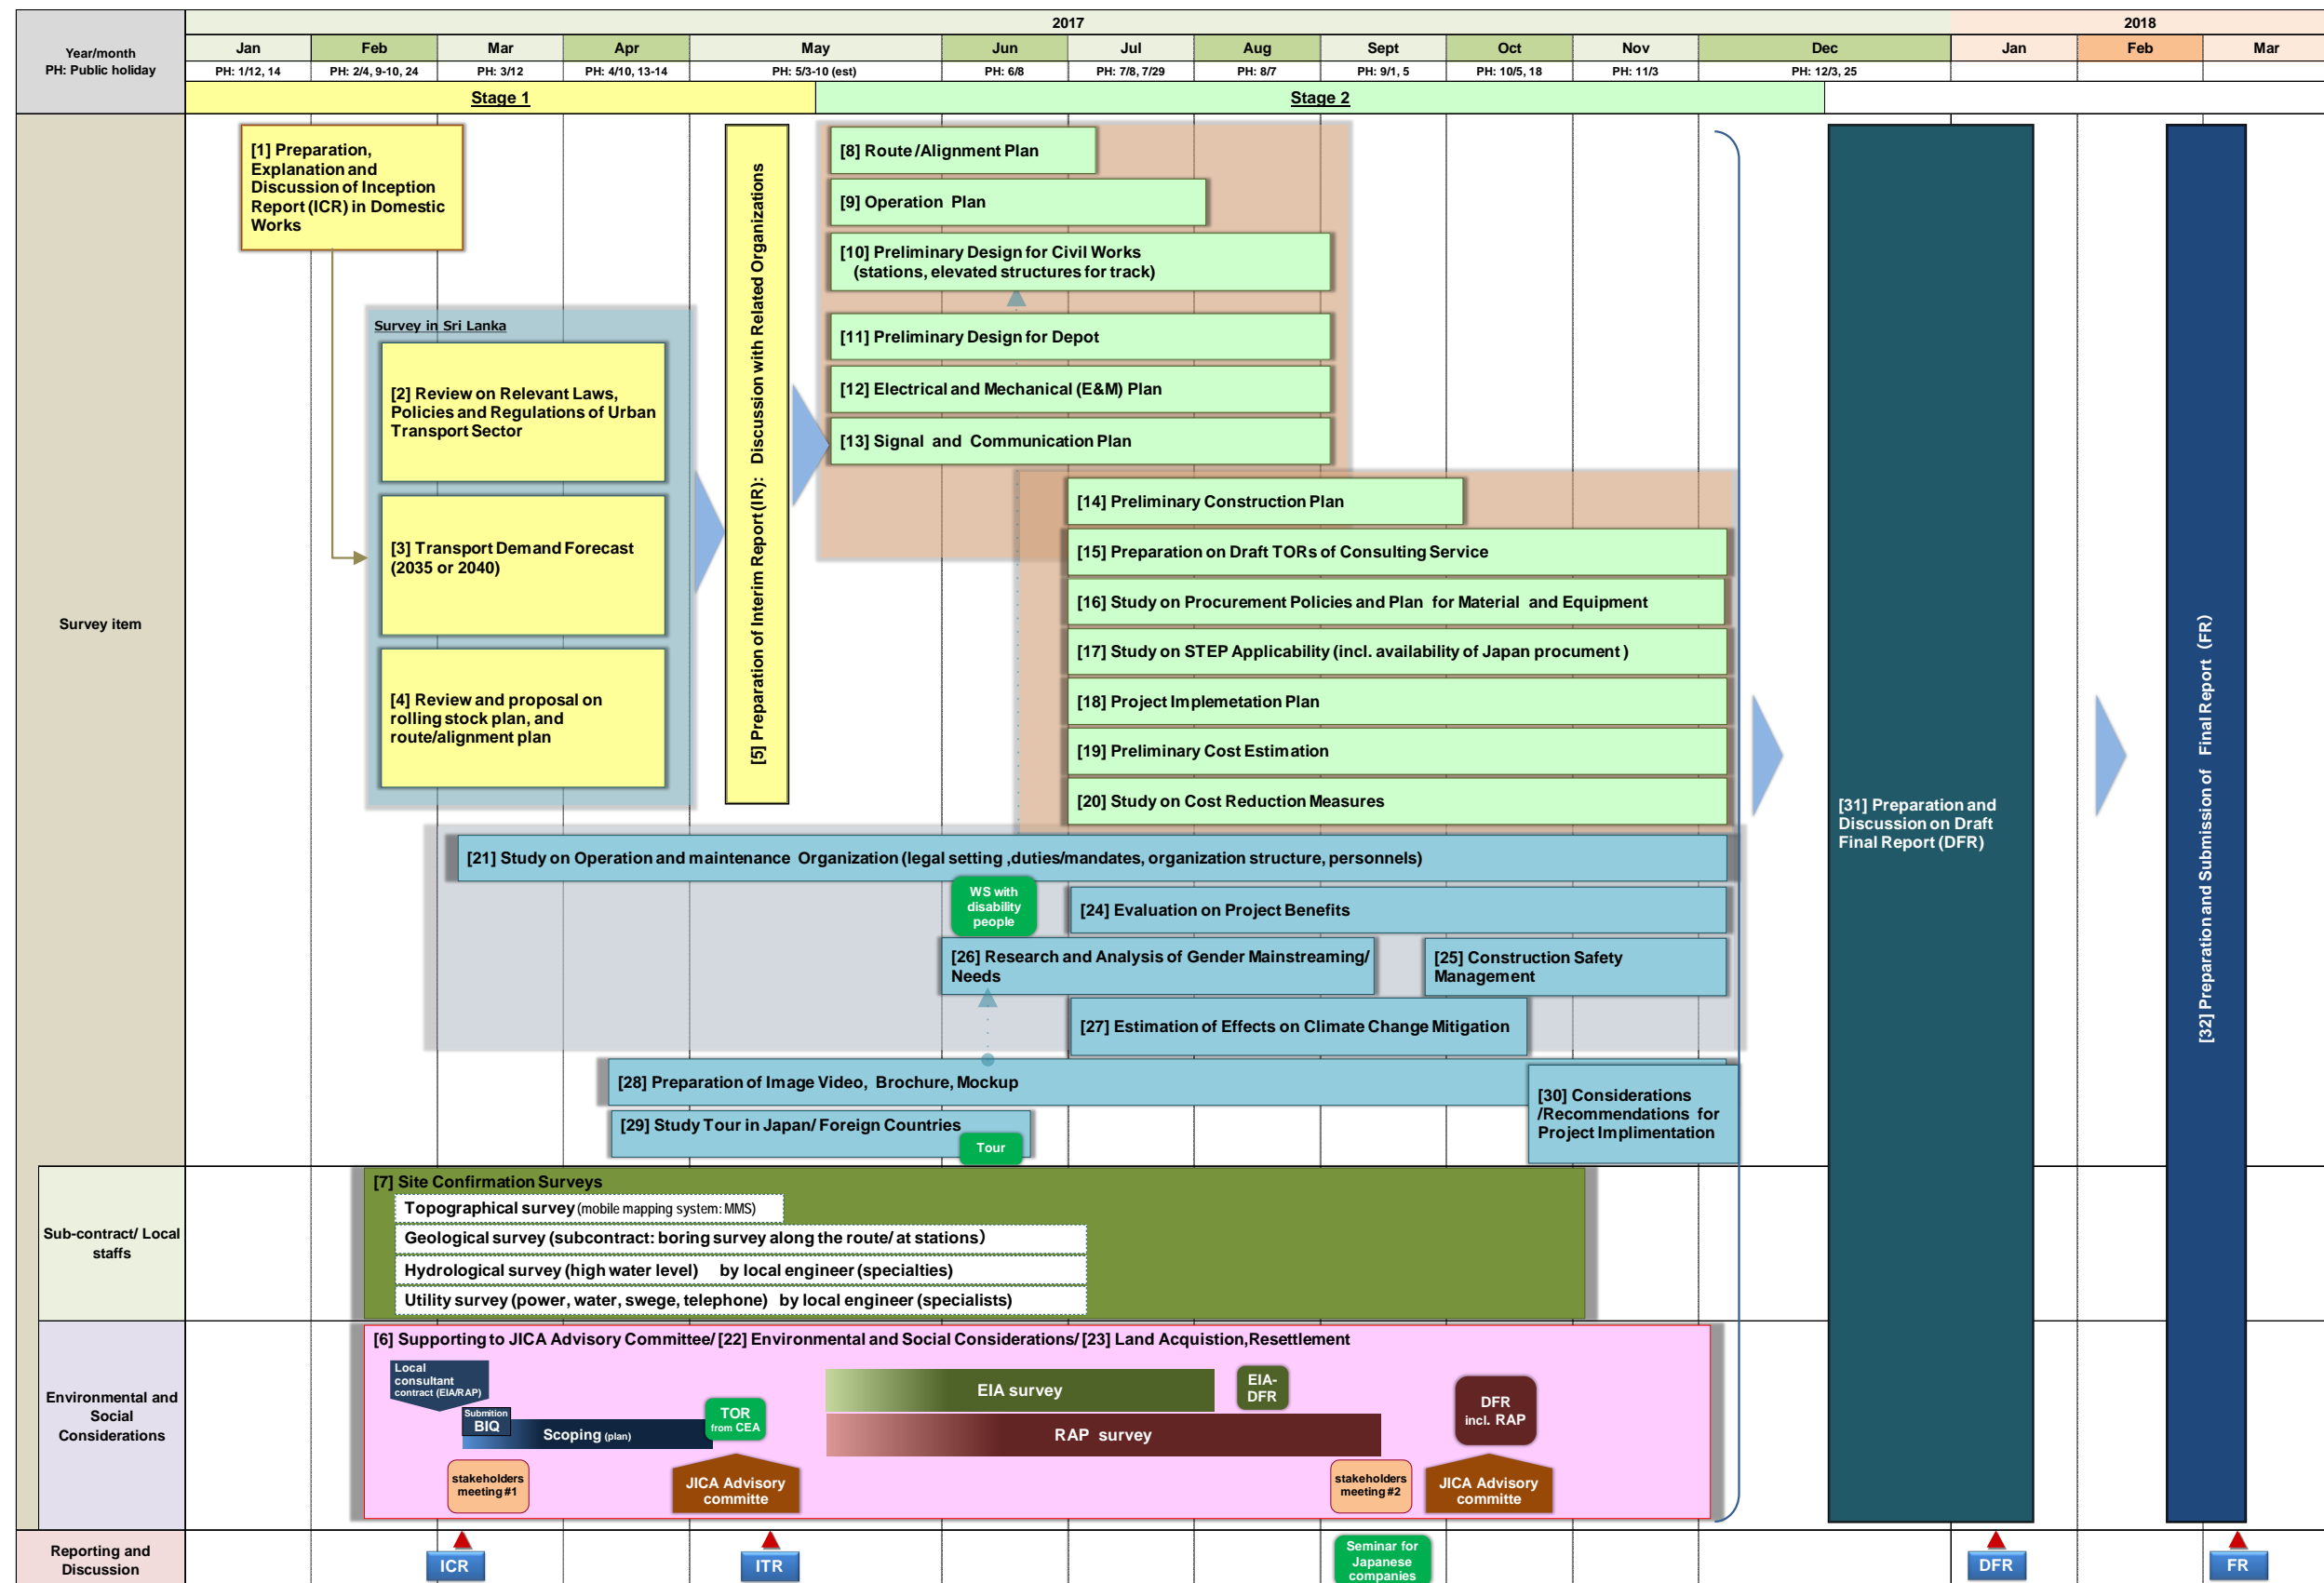 Year/month
PH: Public holiday
2017
2018
Jan
Feb
Mar
Apr
May
Jun
Jul
Aug
Sept
Oct
Nov
Dec
Jan
Feb
Mar
PH: 1/12, 14
PH: 2/4, 9-10, 24
PH: 3/12
PH: 4/10, 13-14
PH: 5/3-10 (est)
PH: 6/8
PH: 7/8, 7/29
PH: 8/7
PH: 9/1, 5
PH: 10/5, 18
PH: 11/3
PH: 12/3, 25
Stage 1
Stage 2
Survey item
[1] Preparation,
Explanation and
Discussion of Inception
Report (ICR) in Domestic
Works
Survey in Sri Lanka
[2] Review on Relevant Laws,
Policies and Regulations of Urban
Transport Sector
[3] Transport Demand Forecast
(2035 or 2040)
[4] Review and proposal on
rolling stock plan, and
route/alignment plan
[5] Preparation of Interim Report (IR): Discussion with Related Organizations
[8] Route /Alignment Plan
[9] Operation Plan
[10] Preliminary Design for Civil Works
(stations, elevated structures for track)
[11] Preliminary Design for Depot
[12] Electrical and Mechanical (E&M) Plan
[13] Signal and Communication Plan
[14] Preliminary Construction Plan
[15] Preparation on Draft TORs of Consulting Service
[16] Study on Procurement Policies and Plan for Material and Equipment
[17] Study on STEP Applicability (incl. availability of Japan procument )
[18] Project Implemetation Plan
[19] Preliminary Cost Estimation
[20] Study on Cost Reduction Measures
[21] Study on Operation and maintenance Organization (legal setting ,duties/mandates, organization structure, personnels)
WS with
disability
people
[24] Evaluation on Project Benefits
[26] Research and Analysis of Gender Mainstreaming/
Needs
[25] Construction Safety
Management
[27] Estimation of Effects on Climate Change Mitigation
[28] Preparation of Image Video, Brochure, Mockup
[29] Study Tour in Japan/ Foreign Countries
Tour
[30] Considerations
/Recommendations for
Project Implimentation
[31] Preparation and
Discussion on Draft
Final Report (DFR)
[32] Preparation and Submission of Final Report (FR)
Sub-contract/ Local
staffs
[7] Site Confirmation Surveys
Topographical survey (mobile mapping system: MMS)
Geological survey (subcontract: boring survey along the route/ at stations）
Hydrological survey (high water level) by local engineer (specialties)
Utility survey (power, water, swege, telephone) by local engineer (specialists)
Environmental and
Social
Considerations
[6] Supporting to JICA Advisory Committee/ [22] Environmental and Social Considerations/ [23] Land Acquistion,Resettlement
Local
consultant
contract (EIA/RAP)
Submition
BIQ
Scoping (plan)
TOR
from CEA
EIA survey
EIA-
DFR
RAP survey
DFR
incl. RAP
stakeholders
meeting #1
JICA Advisory
committe
stakeholders
meeting #2
JICA Advisory
committe
Reporting and
Discussion
ICR
ITR
Seminar for
Japanese
companies
DFR
FR